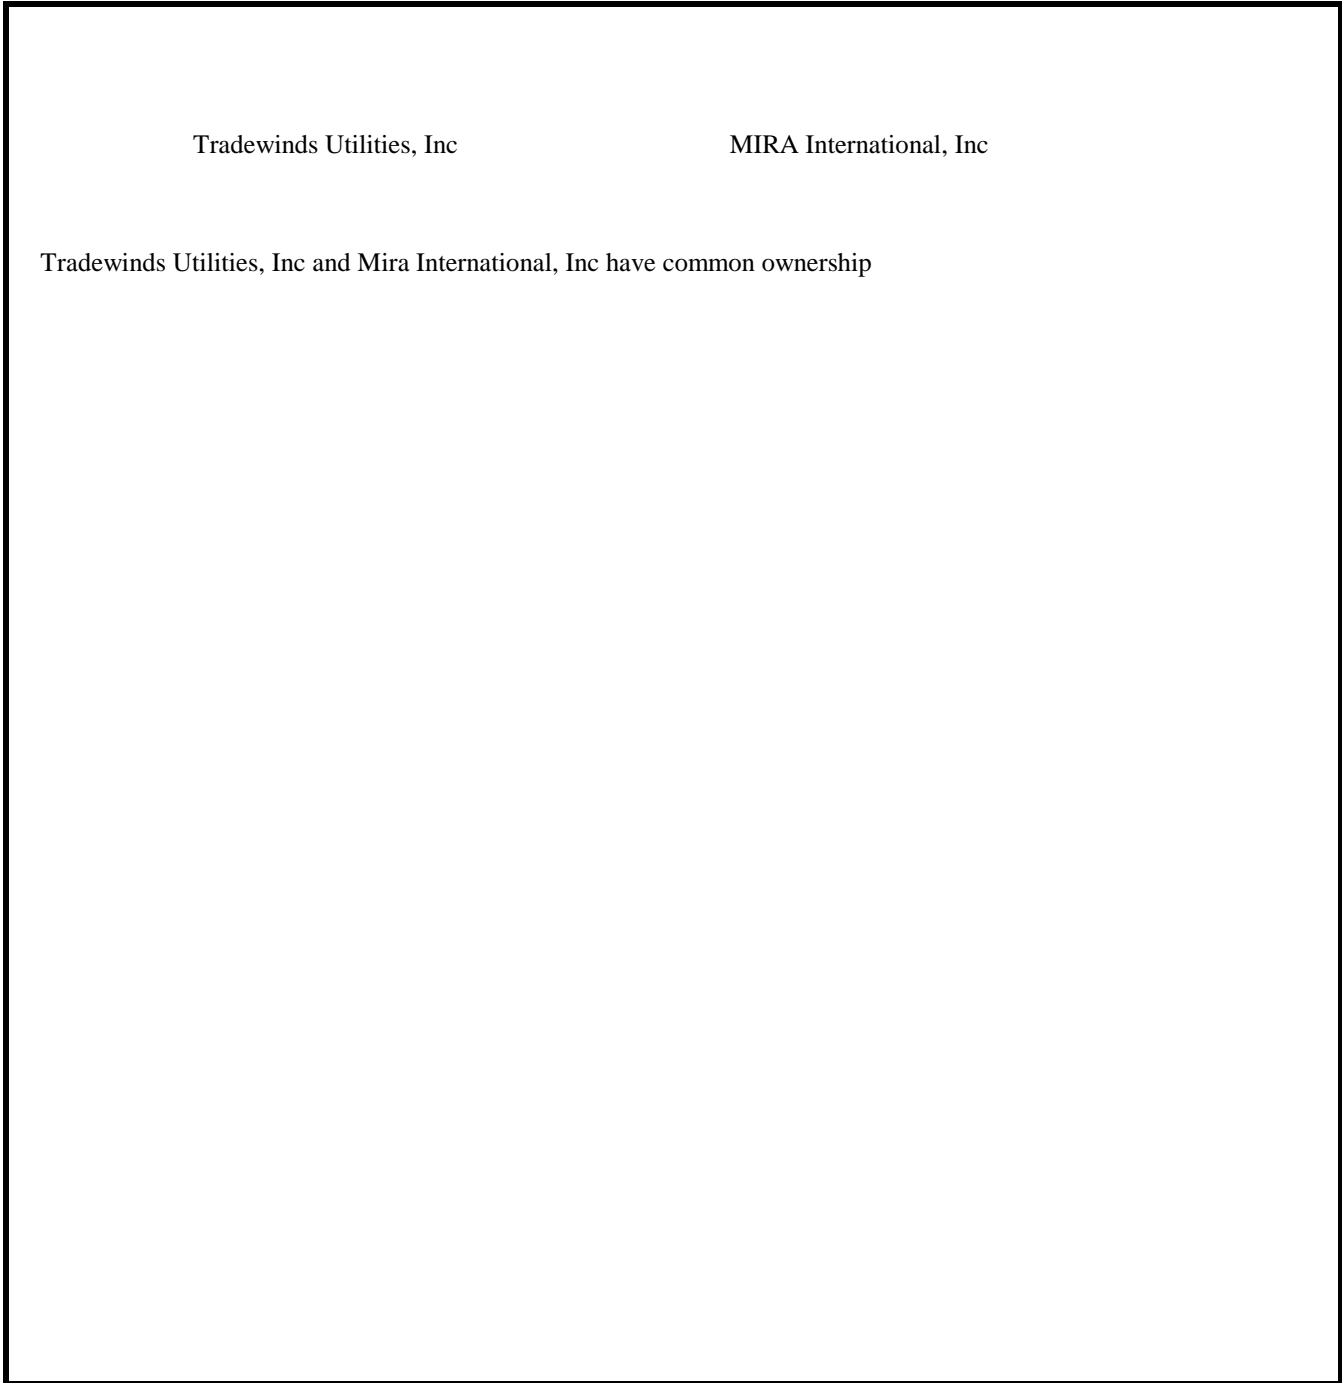 Tradewinds Utilities, Inc MIRA International, Inc
Tradewinds Utilities, Inc and Mira International, Inc have common ownership